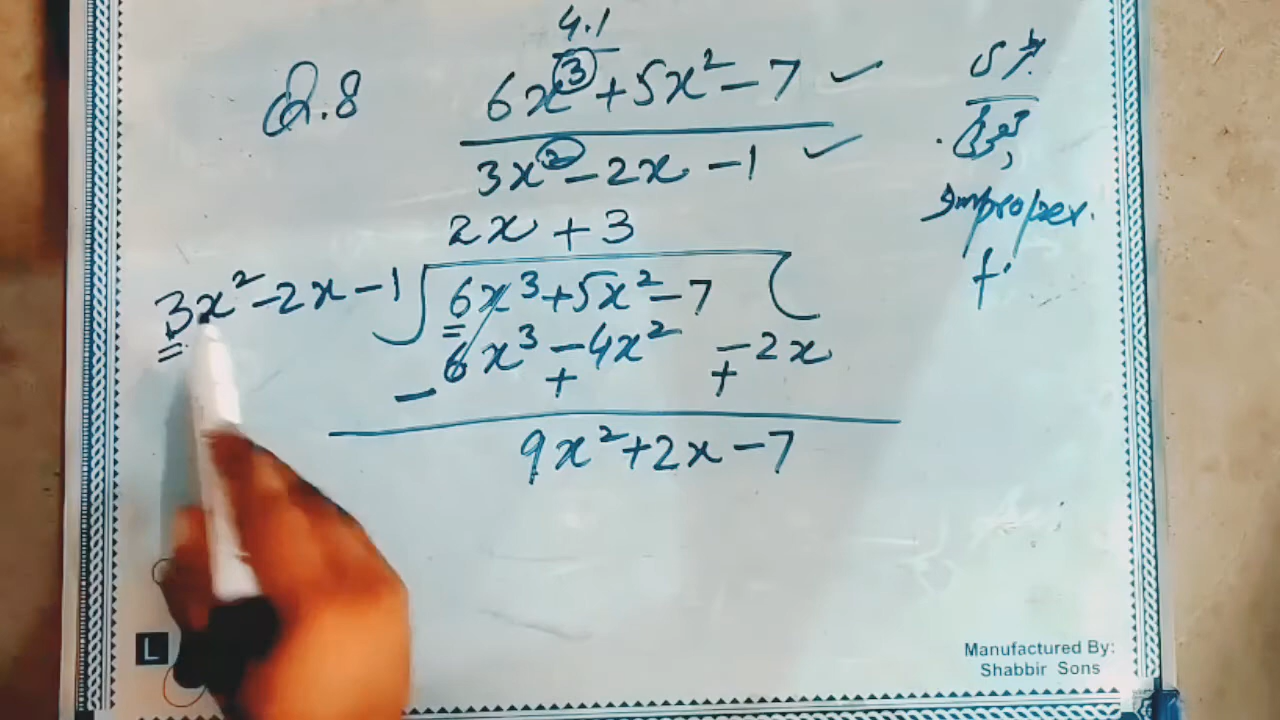 4.1
Q.8
6x³+5x²-7
3x²-2x-1
Improper
f.
2x+3
3x²-2x-1
6x³+5x²-7
6x³-4x²-2x
- + +
9x²+2x-7
L
Manufactured By:
Shabbir Sons